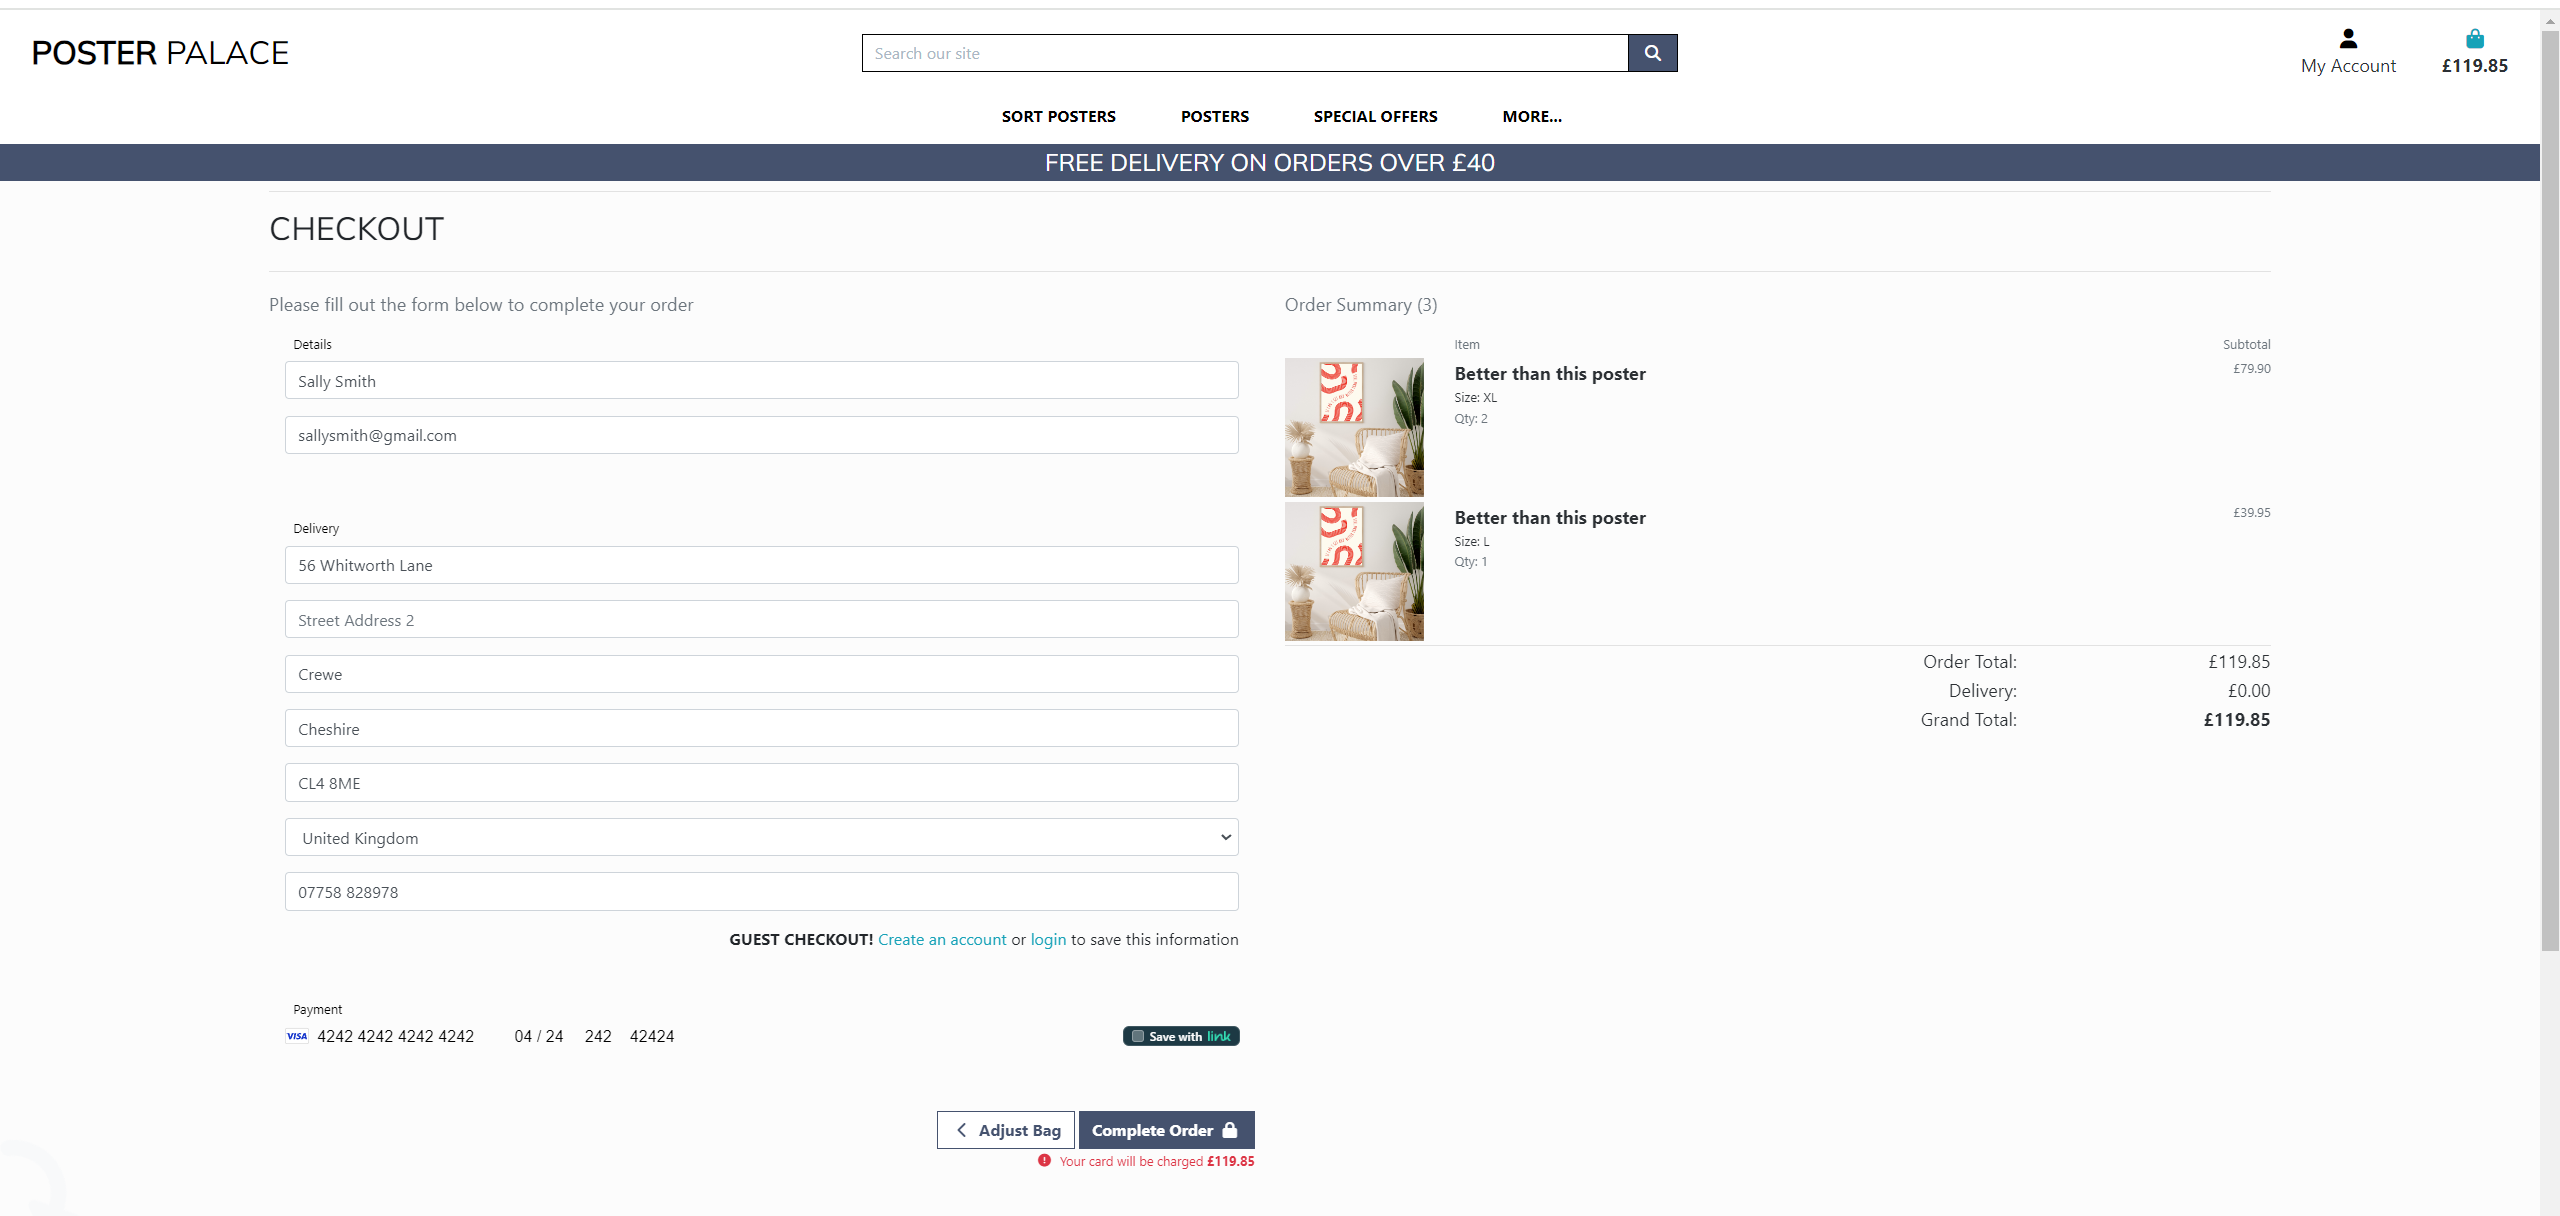 POSTER PALACE
Search our site
My Account
£119.85
SORT POSTERS
POSTERS
SPECIAL OFFERS
MORE...
FREE DELIVERY ON ORDERS OVER £40
CHECKOUT
Please fill out the form below to complete your order
Details
Sally Smith
sallysmith@gmail.com
Delivery
56 Whitworth Lane
Street Address 2
Crewe
Cheshire
CL4 8ME
United Kingdom
07758 828978
GUEST CHECKOUT! Create an account or login to save this information
Payment
VISA 4242 4242 4242 4242 04 / 24 242 42424
Save with link
Adjust Bag
Complete Order
Your card will be charged £119.85
Order Summary (3)
Item Subtotal
Better than this poster £79.90
Size: XL
Qty: 2
Better than this poster £39.95
Size: L
Qty: 1
Order Total: £119.85
Delivery: £0.00
Grand Total: £119.85